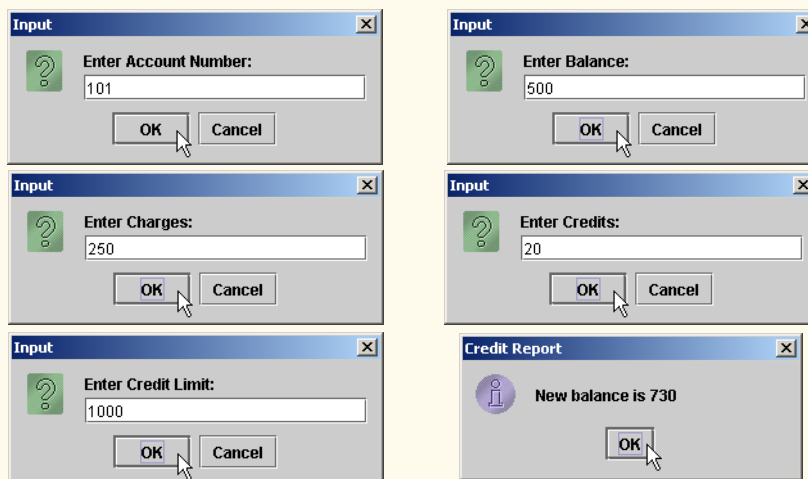 Input
Enter Account Number:
101
OK Cancel
Input
Enter Balance:
500
OK Cancel
Input
Enter Charges:
250
OK Cancel
Input
Enter Credits:
20
OK Cancel
Input
Enter Credit Limit:
1000
OK Cancel
Credit Report
New balance is 730
OK